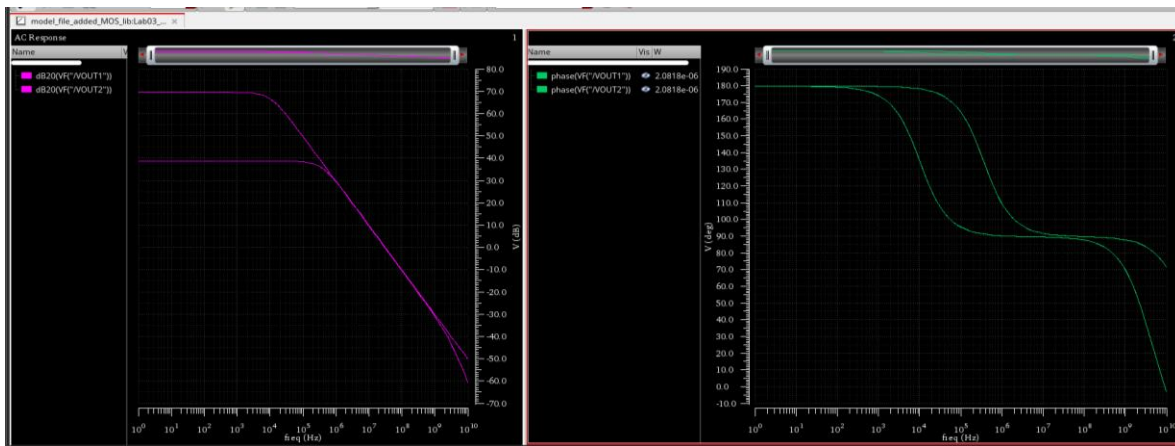 model_file_added_MOS_lib:Lab03_... ×
AC Response 1
Name V
dB20(VF("/VOUT1"))
dB20(VF("/VOUT2"))
80.0
70.0
60.0
50.0
40.0
30.0
20.0
10.0
0.0
-10.0
-20.0
-30.0
-40.0
-50.0
-60.0
-70.0
V (dB)
10⁰ 10¹ 10² 10³ 10⁴ 10⁵ 10⁶ 10⁷ 10⁸ 10⁹ 10¹⁰
freq (Hz)
Name Vis W
phase(VF("/VOUT1")) 2.0818e-06
phase(VF("/VOUT2")) 2.0818e-06
190.0
180.0
170.0
160.0
150.0
140.0
130.0
120.0
110.0
100.0
90.0
80.0
70.0
60.0
50.0
40.0
30.0
20.0
10.0
0.0
-10.0
V (deg)
10⁰ 10¹ 10² 10³ 10⁴ 10⁵ 10⁶ 10⁷ 10⁸ 10⁹
freq (Hz)